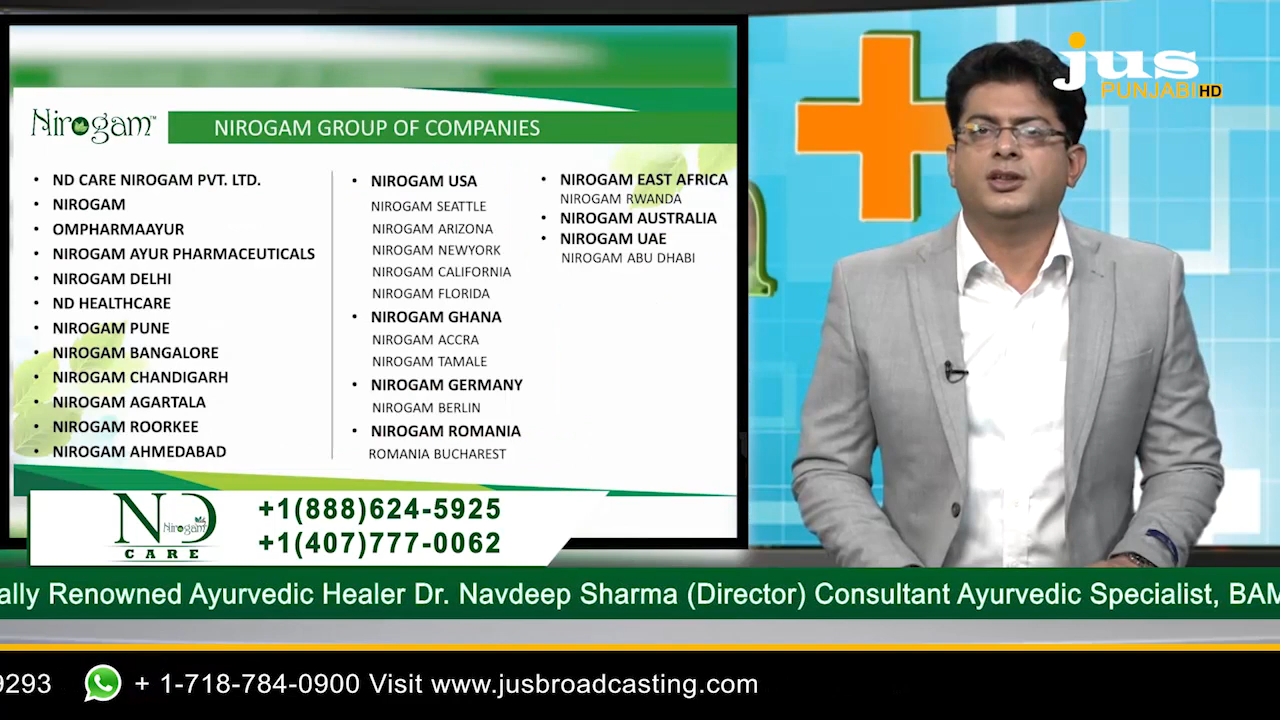 jus
PUNJABI HD
Nirogam™
NIROGAM GROUP OF COMPANIES
• ND CARE NIROGAM PVT. LTD.
• NIROGAM
• OMPHARMAAYUR
• NIROGAM AYUR PHARMACEUTICALS
• NIROGAM DELHI
• ND HEALTHCARE
• NIROGAM PUNE
• NIROGAM BANGALORE
• NIROGAM CHANDIGARH
• NIROGAM AGARTALA
• NIROGAM ROORKEE
• NIROGAM AHMEDABAD
• NIROGAM USA
NIROGAM SEATTLE
NIROGAM ARIZONA
NIROGAM NEWYORK
NIROGAM CALIFORNIA
NIROGAM FLORIDA
• NIROGAM GHANA
NIROGAM ACCRA
NIROGAM TAMALE
• NIROGAM GERMANY
NIROGAM BERLIN
• NIROGAM ROMANIA
ROMANIA BUCHAREST
• NIROGAM EAST AFRICA
NIROGAM RWANDA
• NIROGAM AUSTRALIA
• NIROGAM UAE
NIROGAM ABU DHABI
ND
Nirogam
CARE
+1(888)624-5925
+1(407)777-0062
ally Renowned Ayurvedic Healer Dr. Navdeep Sharma (Director) Consultant Ayurvedic Specialist, BAM
9293 + 1-718-784-0900 Visit www.jusbroadcasting.com